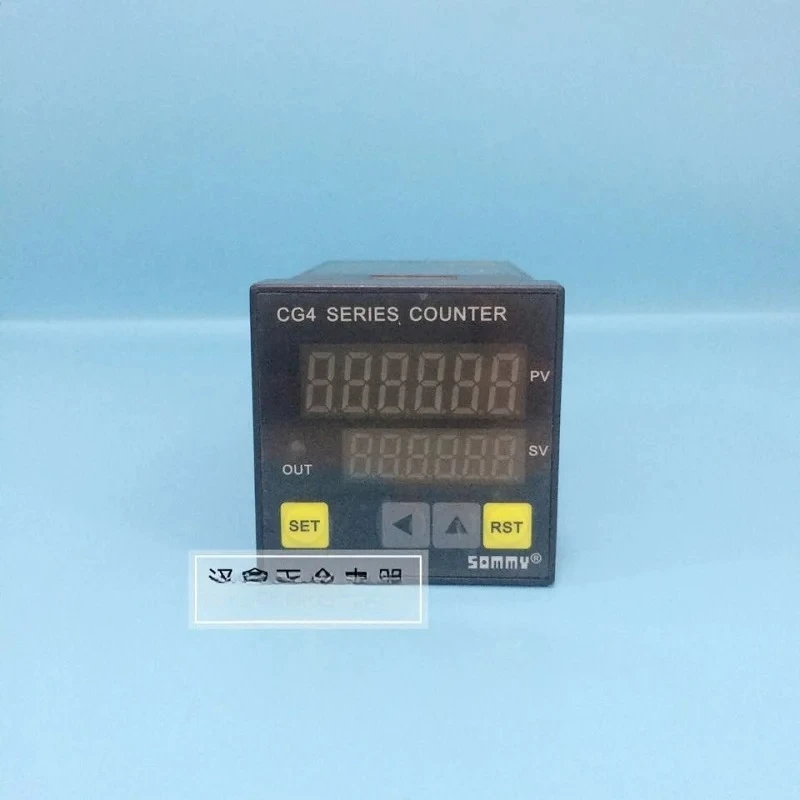 CG4 SERIES COUNTER
PV
SV
OUT
SET
RST
sommy®